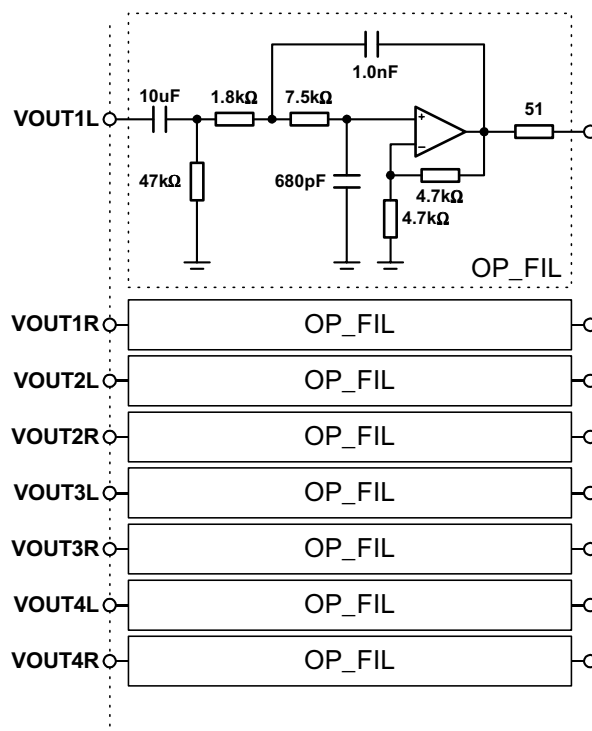 1.0nF
10uF
1.8kΩ
7.5kΩ
51
VOUT1L
+
−
47kΩ
680pF
4.7kΩ
4.7kΩ
OP_FIL
VOUT1R OP_FIL
VOUT2L OP_FIL
VOUT2R OP_FIL
VOUT3L OP_FIL
VOUT3R OP_FIL
VOUT4L OP_FIL
VOUT4R OP_FIL